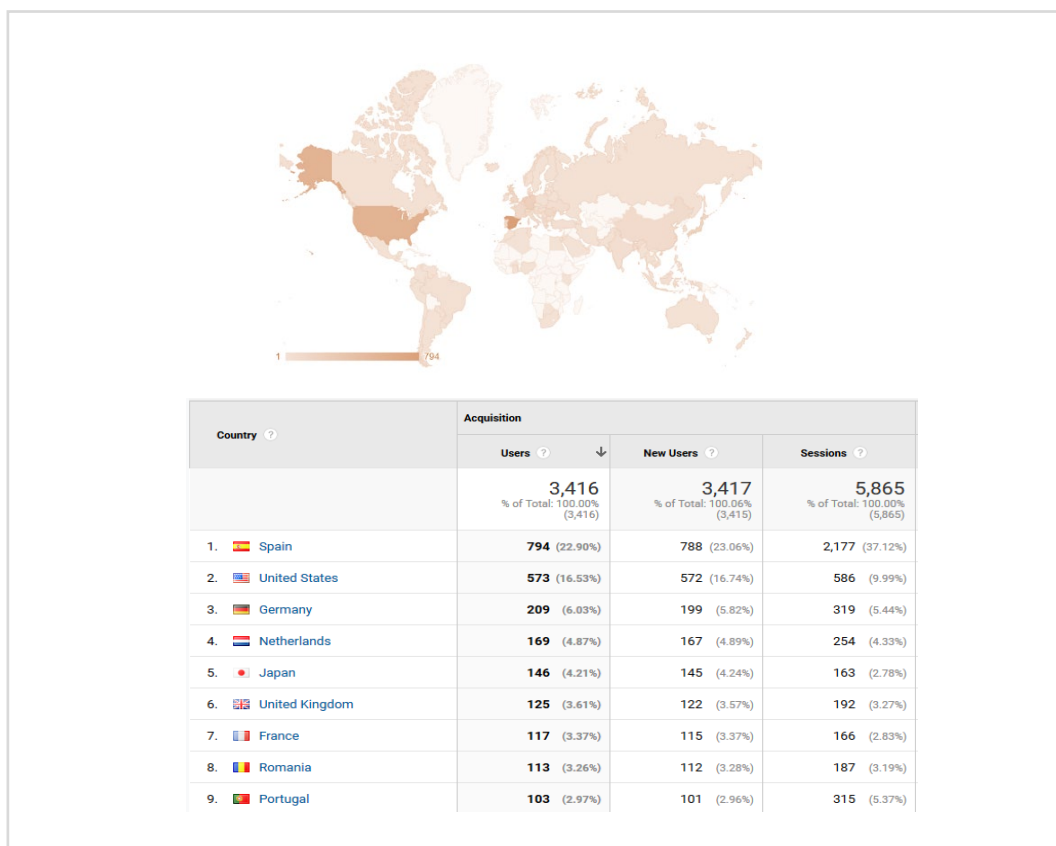 1 794
Country ? Acquisition
Users ? New Users ? Sessions ?
3,416 3,417 5,865
% of Total: 100.00% % of Total: 100.06% % of Total: 100.00%
(3,416) (3,415) (5,865)
1. Spain 794 (22.90%) 788 (23.06%) 2,177 (37.12%)
2. United States 573 (16.53%) 572 (16.74%) 586 (9.99%)
3. Germany 209 (6.03%) 199 (5.82%) 319 (5.44%)
4. Netherlands 169 (4.87%) 167 (4.89%) 254 (4.33%)
5. Japan 146 (4.21%) 145 (4.24%) 163 (2.78%)
6. United Kingdom 125 (3.61%) 122 (3.57%) 192 (3.27%)
7. France 117 (3.37%) 115 (3.37%) 166 (2.83%)
8. Romania 113 (3.26%) 112 (3.28%) 187 (3.19%)
9. Portugal 103 (2.97%) 101 (2.96%) 315 (5.37%)